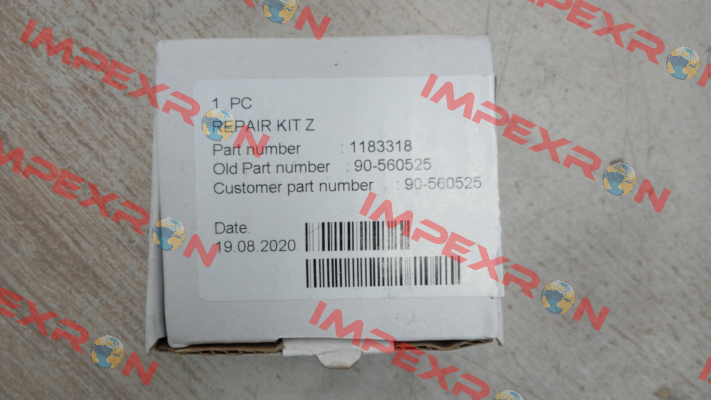 1 PC
REPAIR KIT Z
Part number : 1183318
Old Part number : 90-560525
Customer part number : 90-560525
Date.
19.08.2020
IMPEXRON
IMPEXRON
IMPEXRON
IMPEXRON
IMPEXRON
IMPEXRON